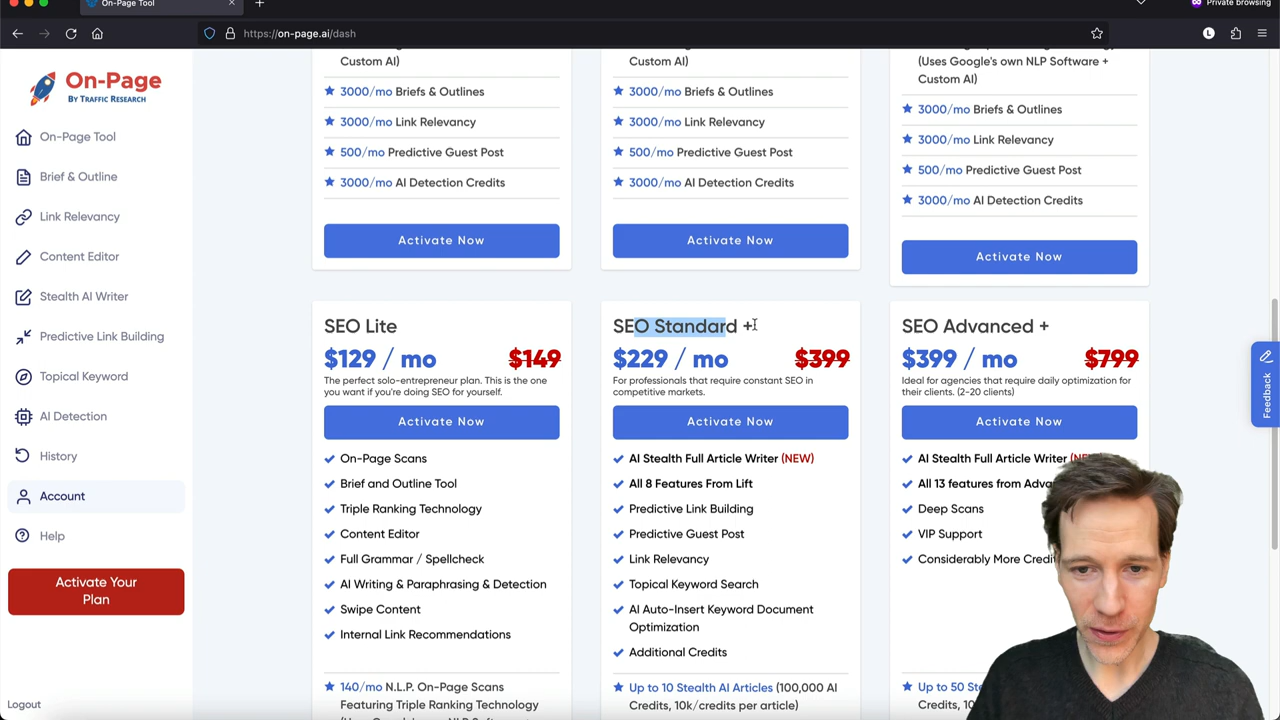 On-Page Tool
Private browsing
https://on-page.ai/dash
On-Page
BY TRAFFIC RESEARCH
On-Page Tool
Brief & Outline
Link Relevancy
Content Editor
Stealth AI Writer
Predictive Link Building
Topical Keyword
AI Detection
History
Account
Help
Activate Your
Plan
Logout
Custom AI)
3000/mo Briefs & Outlines
3000/mo Link Relevancy
500/mo Predictive Guest Post
3000/mo AI Detection Credits
Activate Now
Custom AI)
3000/mo Briefs & Outlines
3000/mo Link Relevancy
500/mo Predictive Guest Post
3000/mo AI Detection Credits
Activate Now
(Uses Google's own NLP Software +
Custom AI)
3000/mo Briefs & Outlines
3000/mo Link Relevancy
500/mo Predictive Guest Post
3000/mo AI Detection Credits
Activate Now
SEO Lite
$129 / mo $149
The perfect solo-entrepreneur plan. This is the one
you want if you're doing SEO for yourself.
Activate Now
On-Page Scans
Brief and Outline Tool
Triple Ranking Technology
Content Editor
Full Grammar / Spellcheck
AI Writing & Paraphrasing & Detection
Swipe Content
Internal Link Recommendations
140/mo N.L.P. On-Page Scans
Featuring Triple Ranking Technology
SEO Standard +
$229 / mo $399
For professionals that require constant SEO in
competitive markets.
Activate Now
AI Stealth Full Article Writer (NEW)
All 8 Features From Lift
Predictive Link Building
Predictive Guest Post
Link Relevancy
Topical Keyword Search
AI Auto-Insert Keyword Document
Optimization
Additional Credits
Up to 10 Stealth AI Articles (100,000 AI
Credits, 10k/credits per article)
SEO Advanced +
$399 / mo $799
Ideal for agencies that require daily optimization for
their clients. (2-20 clients)
Activate Now
AI Stealth Full Article Writer
All 13 features from
Deep Scans
VIP Support
Considerably More
Up to 50
Credits, 10k
Feedback